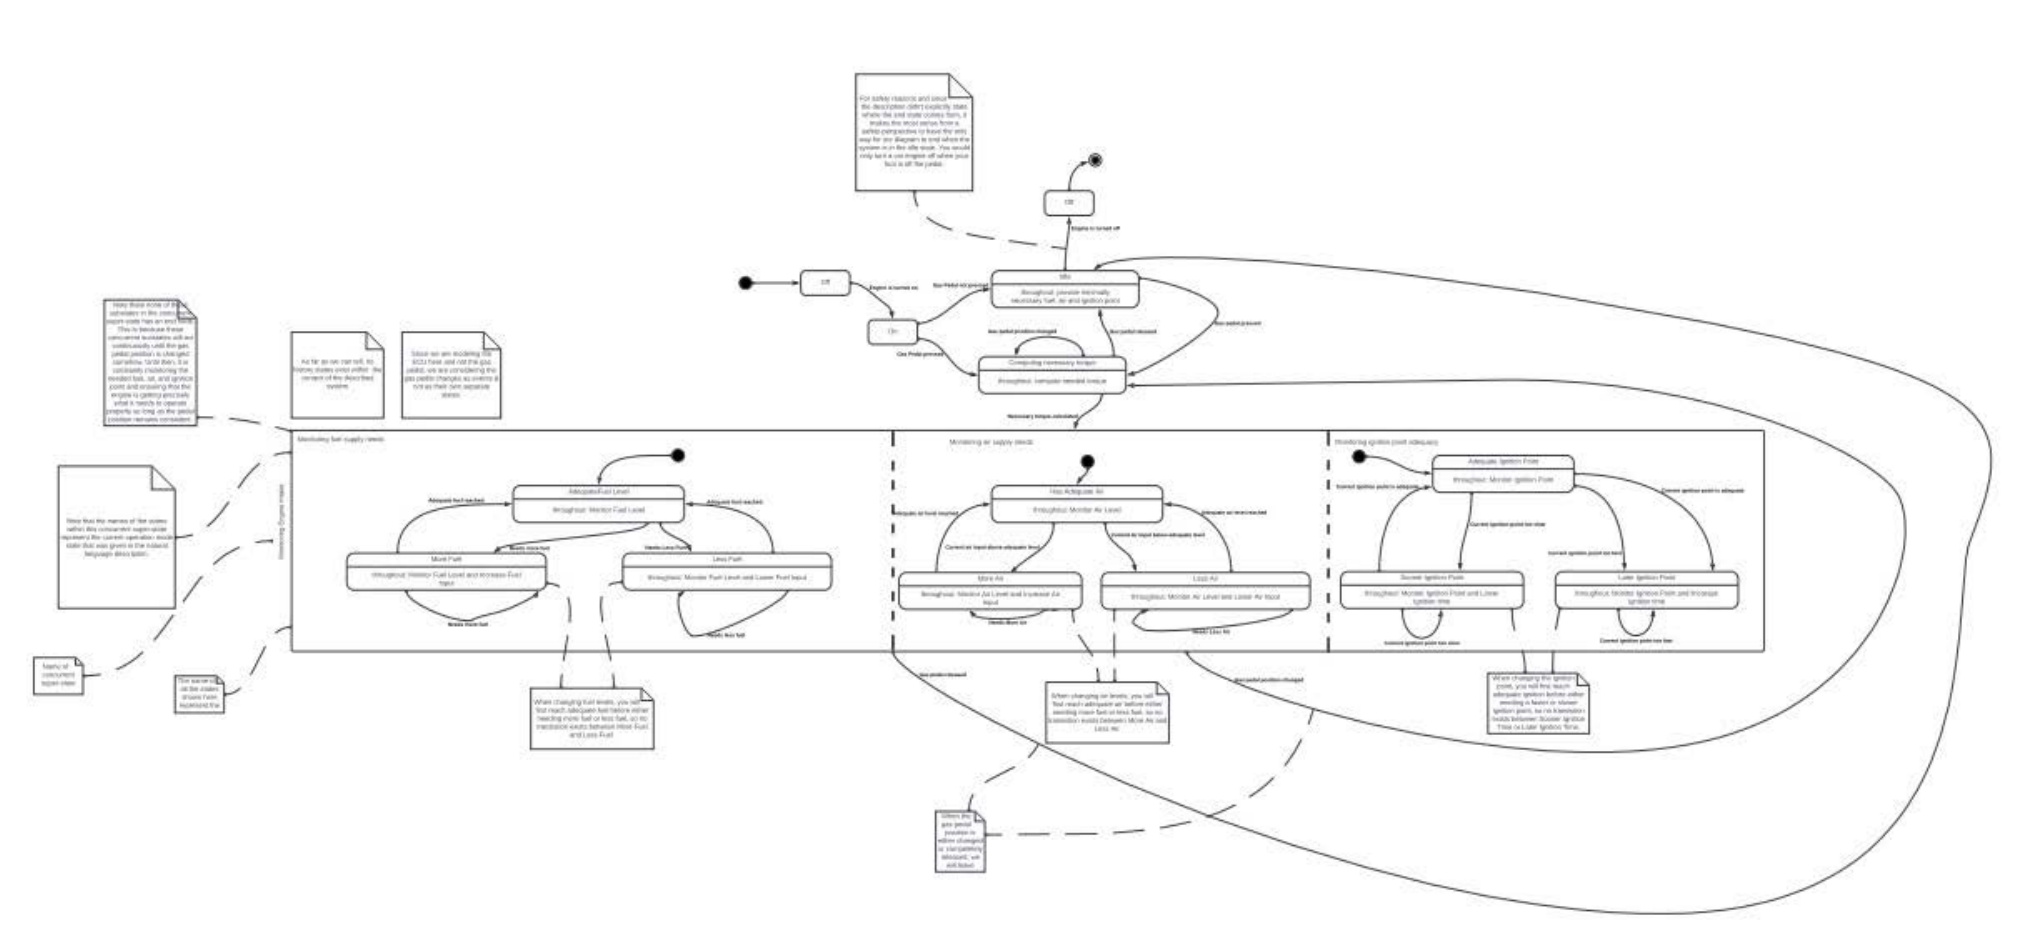 For safety reasons and since
the description didn't explicitly state
where the end state comes from, it
makes the most sense from a
safety perspective to have the only
way for our diagram to end when the
system is in the idle state. You would
only turn a car engine off when your
foot is off the pedal.
Off
Engine is turned off
Off
Engine is turned on
On
Gas Pedal not pressed
Gas Pedal pressed
Idle
throughout: provide minimally
necessary fuel, air and ignition point
Gas pedal position changed
Gas pedal released
Gas pedal pressed
Computing necessary torque
throughout: compute needed torque
Necessary torque calculated
Note these none of the
substates in the concurrent
super-state has an end
This is because these
concurrent substates will
continuously until the gas
pedal position is changed
somehow. Until then, it is
constantly monitoring the
needed fuel, air, and ignition
point and ensuring that the
engine is getting precisely
what it needs to operate
properly so long as the pedal
position remains consistent.
As far as we can tell, no
history states exist within the
context of the described
system
Since we are modeling the
ECU here and not the gas
pedal, we are considering the
gas pedal changes as events
not as their own separate
states
Note that the names of the states
within this concurrent super-state
represent the current operation mode
state that was given in the natural
language description.
Name of
concurrent
super-state
The name of
all the states
shown here
represent the
Monitoring Engine
Monitoring fuel supply needs
Adequate Fuel Level
throughout: Monitor Fuel Level
Adequate fuel reached
Adequate fuel reached
Needs more fuel
Needs Less Fuel
More Fuel
throughout: Monitor Fuel Level and Increase Fuel
Input
Needs more fuel
Less Fuel
throughout: Monitor Fuel Level and Lower Fuel Input
Needs less fuel
When changing fuel levels, you will
first reach adequate fuel before either
needing more fuel or less fuel, so no
transition exists between More Fuel
and Less Fuel
Monitoring air supply needs
Has Adequate Air
throughout: Monitor Air Level
Adequate air level reached
Adequate air level reached
Current air input above adequate level
Current air input below adequate level
More Air
throughout: Monitor Air Level and Increase Air
Input
Needs More Air
Less Air
throughout: Monitor Air Level and Lower Air Input
Needs Less Air
When changing air levels, you will
first reach adequate air before either
needing more fuel or less fuel, so no
transition exists between More Air and
Less Air
Monitoring ignition point adequacy
Adequate Ignition Point
throughout: Monitor Ignition Point
Current ignition point is adequate
Current ignition point is adequate
Current ignition point too slow
Current ignition point too fast
Sooner Ignition Point
throughout: Monitor Ignition Point and Lower
Ignition time
Current ignition point too slow
Later Ignition Point
throughout: Monitor Ignition Point and Increase
Ignition time
Current ignition point too fast
When changing the ignition
point, you will first reach
adequate ignition before either
needing a faster or slower
ignition point, so no transition
exists between Sooner Ignition
Time or Later Ignition Time.
Gas pedal released
Gas pedal position changed
When the
gas pedal
position is
either changed
or completely
released, we
will leave